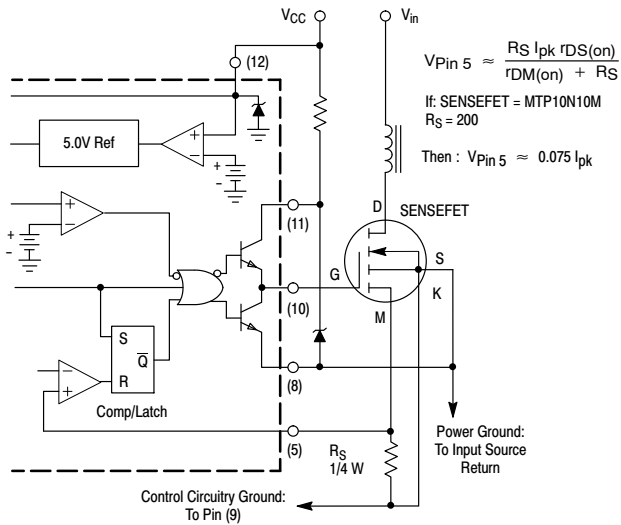 VCC
Vin
(12)
VPin 5 ≈ RS Ipk rDS(on) / rDM(on) + RS
If: SENSEFET = MTP10N10M
RS = 200
Then : VPin 5 ≈ 0.075 Ipk
5.0V Ref
+
-
+
-
+
-
+
-
D
SENSEFET
(11)
G
S
K
(10)
M
S
Q
R
(8)
-
+
Comp/Latch
(5)
RS
1/4 W
Power Ground:
To Input Source
Return
Control Circuitry Ground:
To Pin (9)